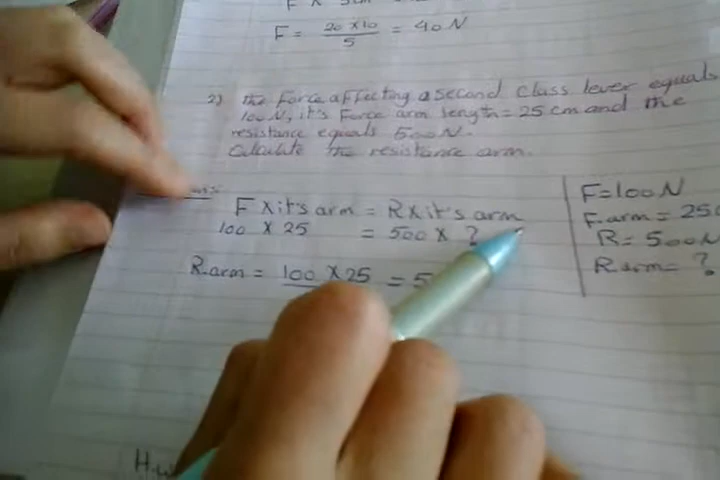 F = 20 x 10 / 5 = 40 N
2) the Force affecting a second class lever equals
100 N, it's Force arm length = 25 cm and the
resistance equals 500 N.
Calculate the resistance arm.
F x it's arm = R x it's arm
100 x 25 = 500 x ?
R.arm = 100 x 25 = 5
F = 100 N
F.arm = 25
R = 500 N
R.arm = ?
H.w